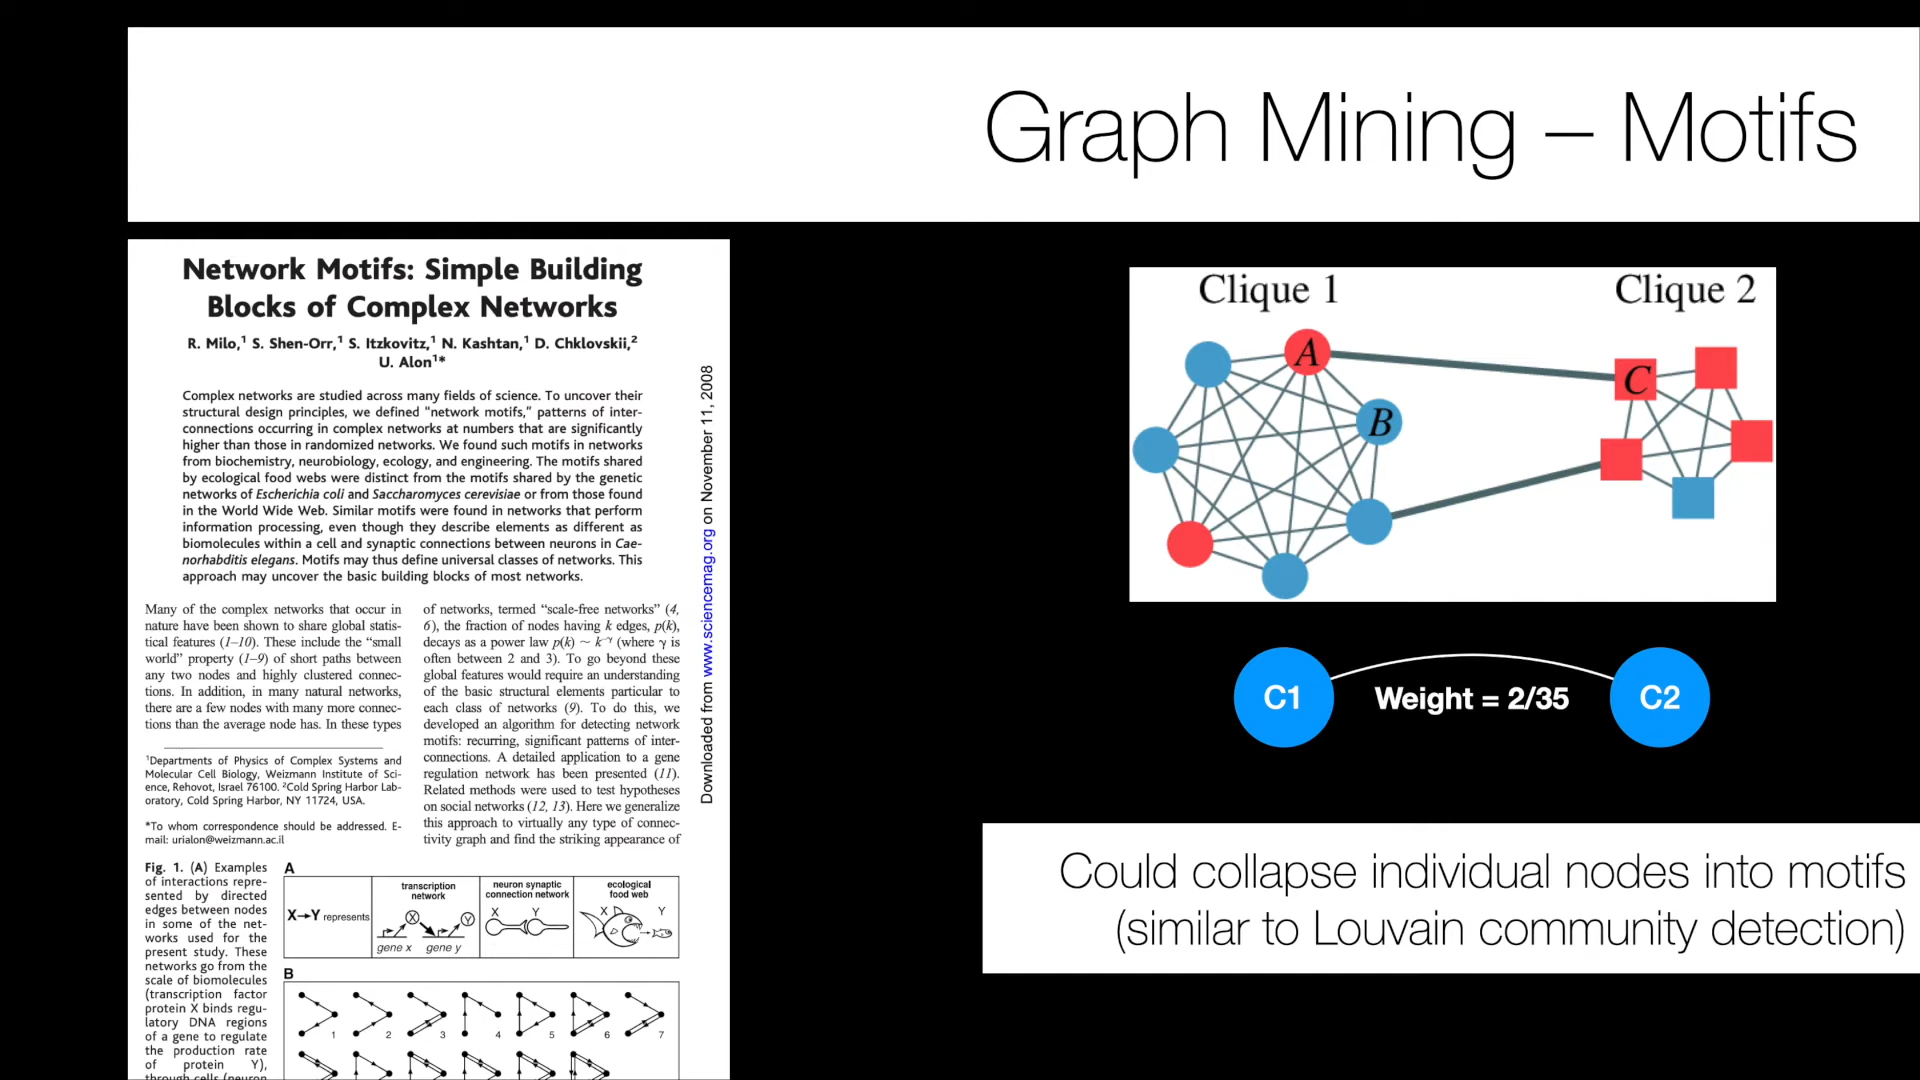 Graph Mining – Motifs
Network Motifs: Simple Building
Blocks of Complex Networks
R. Milo,¹ S. Shen-Orr,¹ S. Itzkovitz,¹ N. Kashtan,¹ D. Chklovskii,²
U. Alon¹*
Complex networks are studied across many fields of science. To uncover their
structural design principles, we defined “network motifs,” patterns of inter-
connections occurring in complex networks at numbers that are significantly
higher than those in randomized networks. We found such motifs in networks
from biochemistry, neurobiology, ecology, and engineering. The motifs shared
by ecological food webs were distinct from the motifs shared by the genetic
networks of Escherichia coli and Saccharomyces cerevisiae or from those found
in the World Wide Web. Similar motifs were found in networks that perform
information processing, even though they describe elements as different as
biomolecules within a cell and synaptic connections between neurons in Cae-
norhabditis elegans. Motifs may thus define universal classes of networks. This
approach may uncover the basic building blocks of most networks.
Many of the complex networks that occur in
nature have been shown to share global statis-
tical features (1–10). These include the “small
world” property (1–9) of short paths between
any two nodes and highly clustered connec-
tions. In addition, in many natural networks,
there are a few nodes with many more connec-
tions than the average node has. In these types
¹Departments of Physics of Complex Systems and
Molecular Cell Biology, Weizmann Institute of Sci-
ence, Rehovot, Israel 76100. ²Cold Spring Harbor Lab-
oratory, Cold Spring Harbor, NY 11724, USA.
*To whom correspondence should be addressed. E-
mail: urialon@weizmann.ac.il
of networks, termed “scale-free networks” (4,
6), the fraction of nodes having k edges, p(k),
decays as a power law p(k) ~ k⁻ᵞ (where γ is
often between 2 and 3). To go beyond these
global features would require an understanding
of the basic structural elements particular to
each class of networks (9). To do this, we
developed an algorithm for detecting network
motifs: recurring, significant patterns of inter-
connections. A detailed application to a gene
regulation network has been presented (11).
Related methods were used to test hypotheses
on social networks (12, 13). Here we generalize
this approach to virtually any type of connec-
tivity graph and find the striking appearance of
Downloaded from www.sciencemag.org on November 11, 2008
Fig. 1. (A) Examples
of interactions repre-
sented by directed
edges between nodes
in some of the net-
works used for the
present study. These
networks go from the
scale of biomolecules
(transcription factor
protein X binds regu-
latory DNA regions
of a gene to regulate
the production rate
of protein Y),
through cells (neuron
A
X→Y represents
transcription
network
X
Y
gene x gene y
neuron synaptic
connection network
X Y
ecological
food web
X Y
B
1 2 3 4 5 6 7
Clique 1
Clique 2
A
B
C
C1
Weight = 2/35
C2
Could collapse individual nodes into motifs
(similar to Louvain community detection)